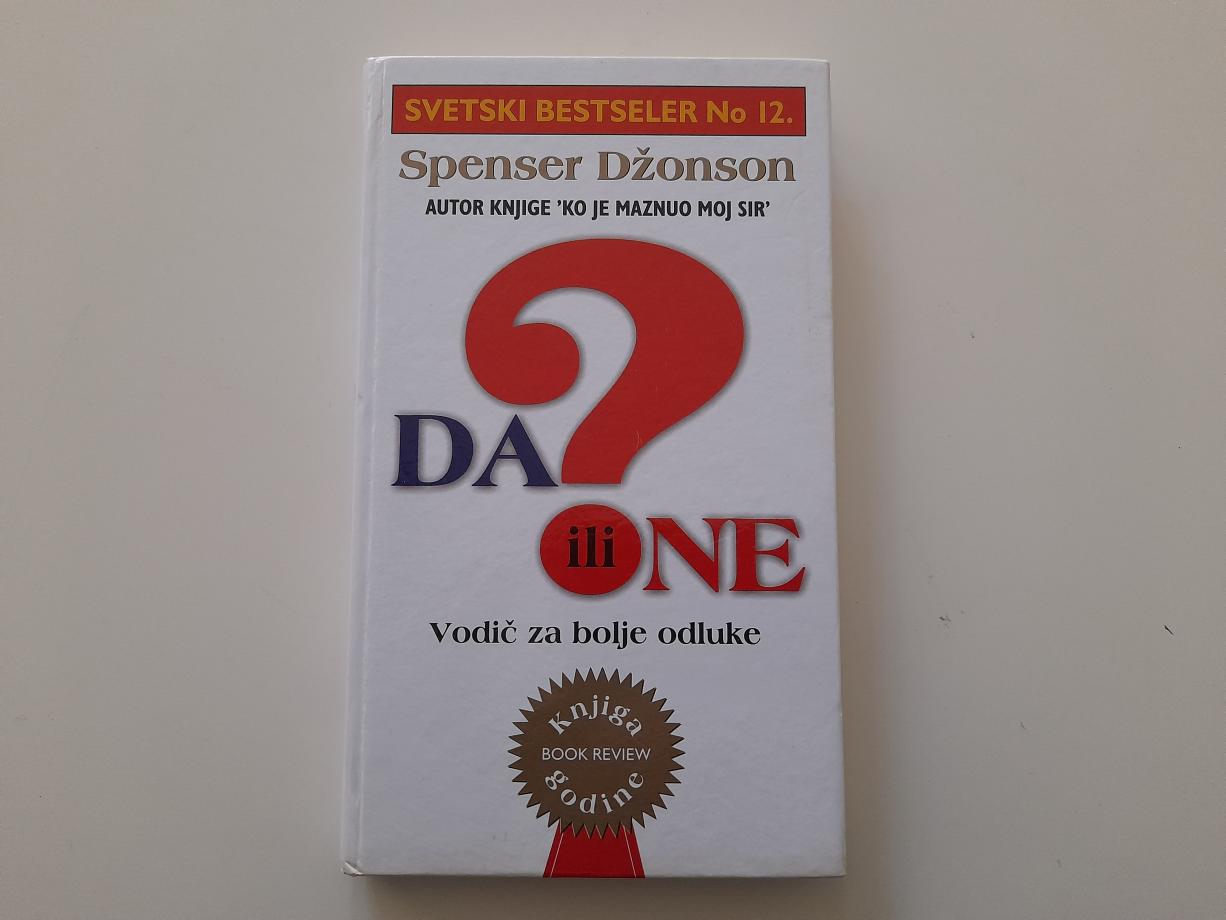 SVETSKI BESTSELER No 12.
Spenser Džonson
AUTOR KNJIGE 'KO JE MAZNUO MOJ SIR'
?
DA
ili NE
Vodič za bolje odluke
Knjiga
BOOK REVIEW
godine